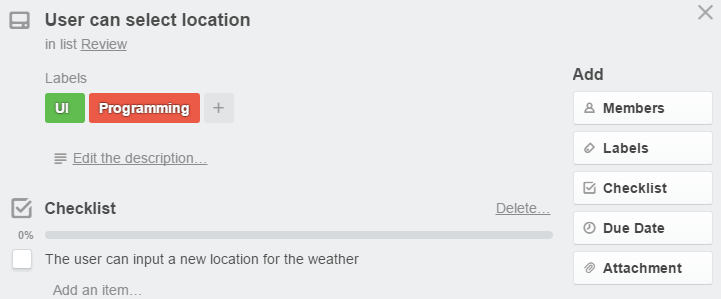 User can select location
in list Review
Labels
UI Programming +
Edit the description…
Checklist Delete…
0%
The user can input a new location for the weather
Add an item…
Add
Members
Labels
Checklist
Due Date
Attachment